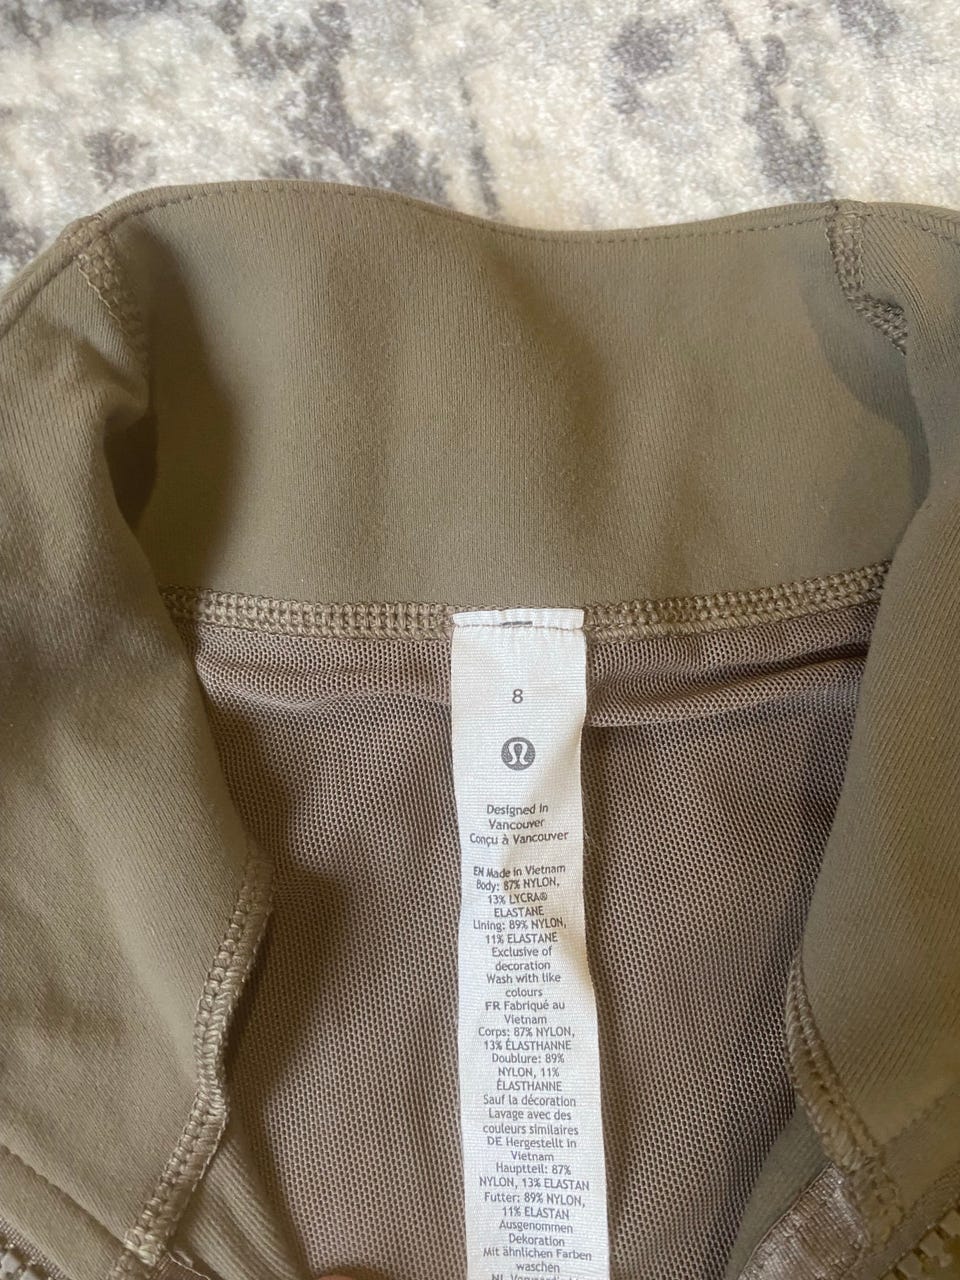 8
Designed in
Vancouver
Conçu à Vancouver
EN Made in Vietnam
Body: 87% NYLON,
13% LYCRA®
ELASTANE
Lining: 89% NYLON,
11% ELASTANE
Exclusive of
decoration
Wash with like
colours
FR Fabriqué au
Vietnam
Corps: 87% NYLON,
13% ÉLASTHANNE
Doublure: 89%
NYLON, 11%
ÉLASTHANNE
Sauf la décoration
Lavage avec des
couleurs similaires
DE Hergestellt in
Vietnam
Hauptteil: 87%
NYLON, 13% ELASTAN
Futter: 89% NYLON,
11% ELASTAN
Ausgenommen
Dekoration
Mit ähnlichen Farben
waschen
NL